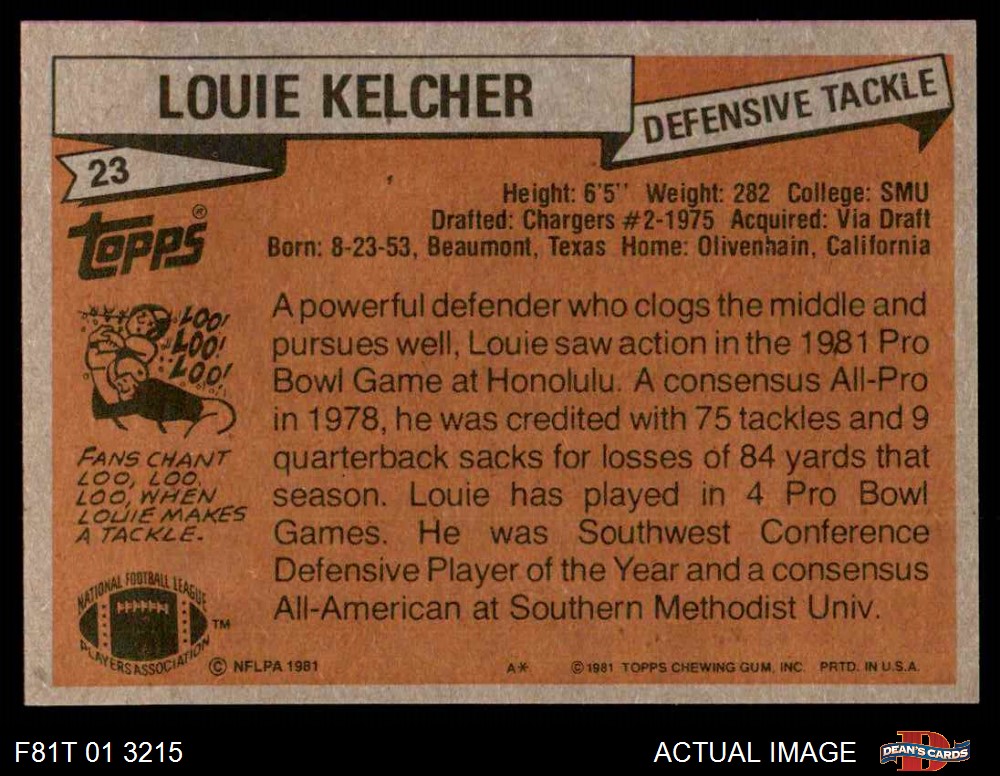 LOUIE KELCHER
DEFENSIVE TACKLE
23
TOPPS®
Height: 6'5'' Weight: 282 College: SMU
Drafted: Chargers #2-1975 Acquired: Via Draft
Born: 8-23-53, Beaumont, Texas Home: Olivenhain, California
LOO!
LOO!
LOO!
FANS CHANT
LOO, LOO,
LOO, WHEN
LOUIE MAKES
A TACKLE.
A powerful defender who clogs the middle and
pursues well, Louie saw action in the 1981 Pro
Bowl Game at Honolulu. A consensus All-Pro
in 1978, he was credited with 75 tackles and 9
quarterback sacks for losses of 84 yards that
season. Louie has played in 4 Pro Bowl
Games. He was Southwest Conference
Defensive Player of the Year and a consensus
All-American at Southern Methodist Univ.
NATIONAL FOOTBALL LEAGUE
PLAYERS ASSOCIATION
TM
© NFLPA 1981
A*
© 1981 TOPPS CHEWING GUM, INC. PRTD. IN U.S.A.
F81T 01 3215
ACTUAL IMAGE
D
DEAN'S CARDS